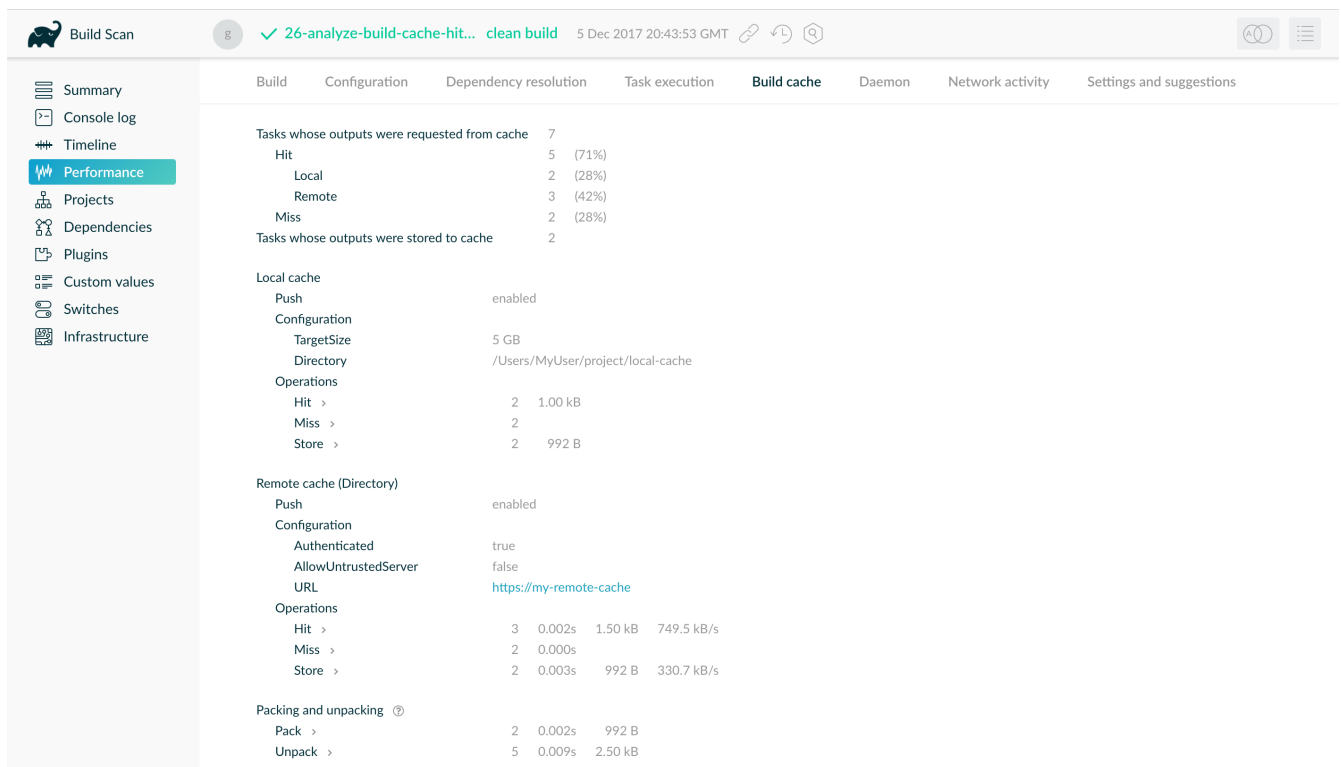 Build Scan
g
26-analyze-build-cache-hit... clean build 5 Dec 2017 20:43:53 GMT
Summary
Console log
Timeline
Performance
Projects
Dependencies
Plugins
Custom values
Switches
Infrastructure
Build Configuration Dependency resolution Task execution Build cache Daemon Network activity Settings and suggestions
Tasks whose outputs were requested from cache 7
Hit 5 (71%)
Local 2 (28%)
Remote 3 (42%)
Miss 2 (28%)
Tasks whose outputs were stored to cache 2
Local cache
Push enabled
Configuration
TargetSize 5 GB
Directory /Users/MyUser/project/local-cache
Operations
Hit > 2 1.00 kB
Miss > 2
Store > 2 992 B
Remote cache (Directory)
Push enabled
Configuration
Authenticated true
AllowUntrustedServer false
URL https://my-remote-cache
Operations
Hit > 3 0.002s 1.50 kB 749.5 kB/s
Miss > 2 0.000s
Store > 2 0.003s 992 B 330.7 kB/s
Packing and unpacking ?
Pack > 2 0.002s 992 B
Unpack > 5 0.009s 2.50 kB